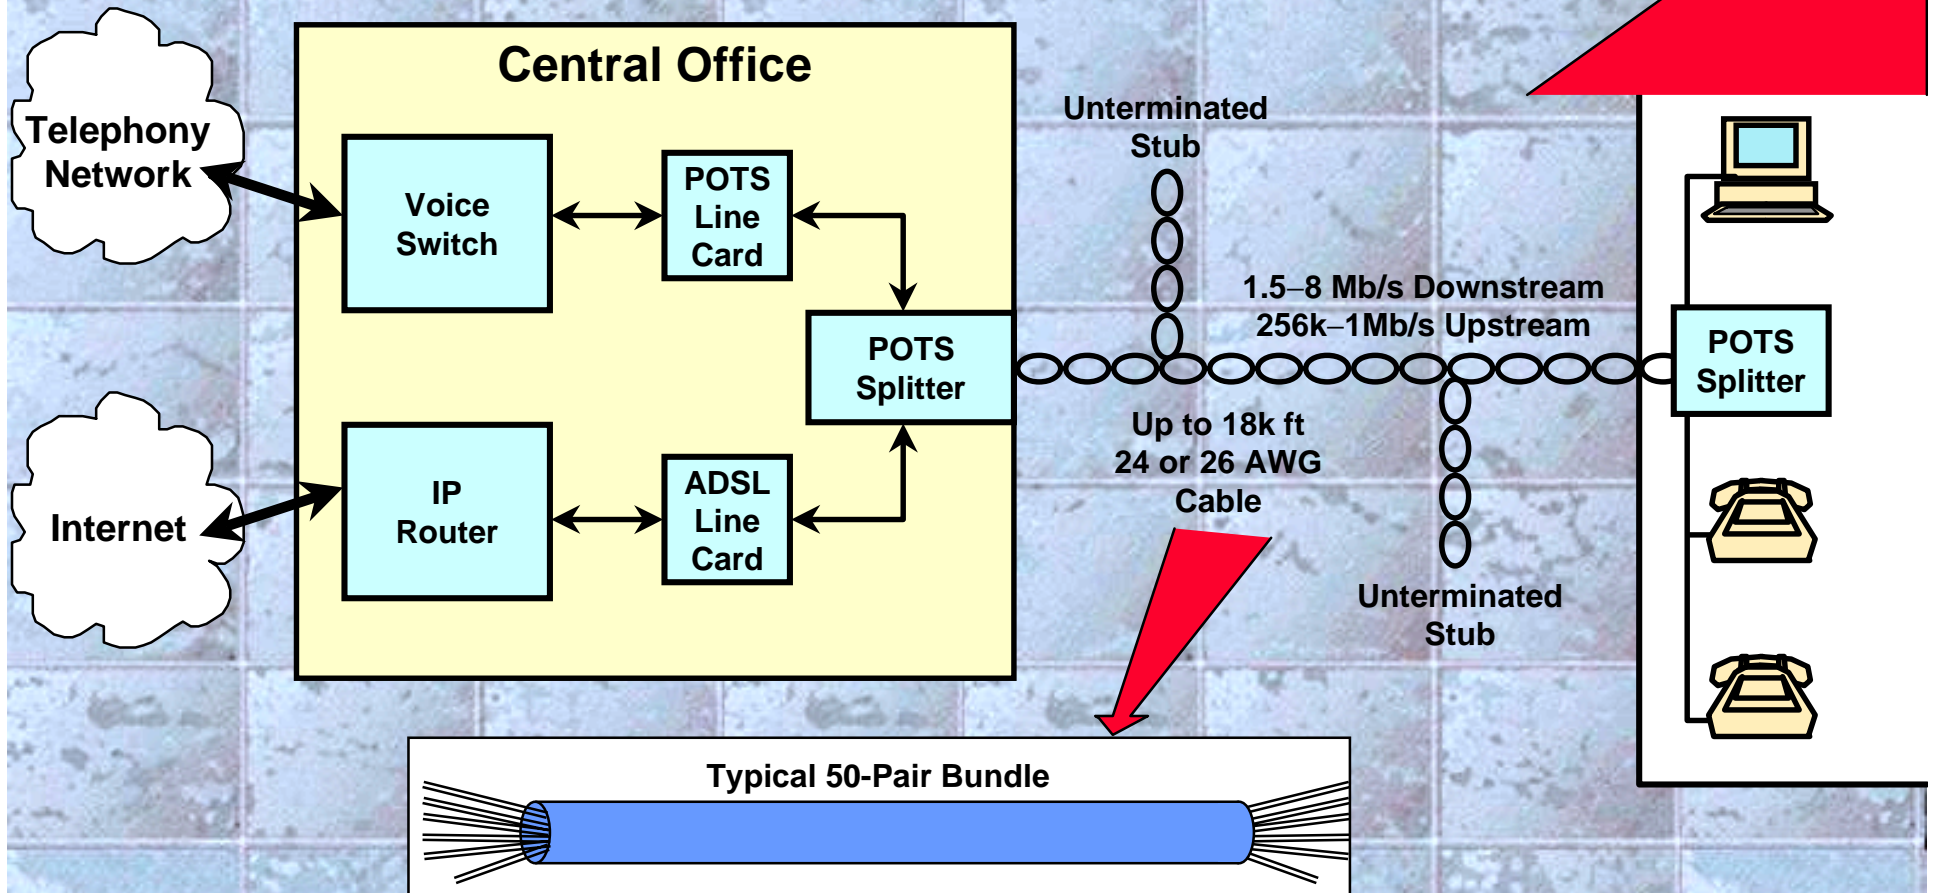 Central Office
Telephony
Network
Voice
Switch
POTS
Line
Card
POTS
Splitter
Internet
IP
Router
ADSL
Line
Card
Unterminated
Stub
1.5–8 Mb/s Downstream
256k–1Mb/s Upstream
Up to 18k ft
24 or 26 AWG
Cable
Unterminated
Stub
POTS
Splitter
Typical 50-Pair Bundle